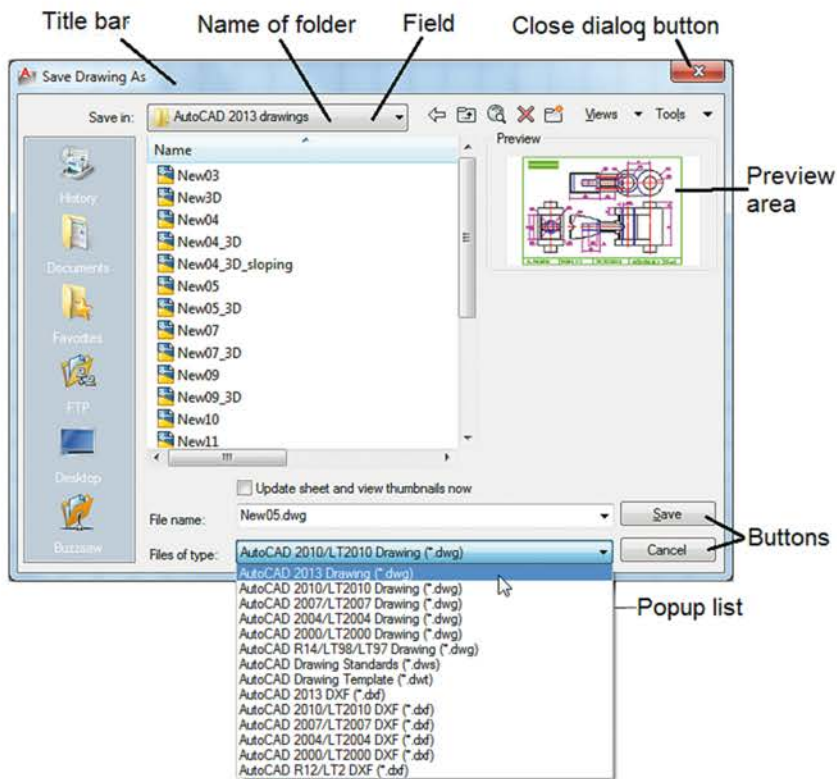 Title bar
Name of folder
Field
Close dialog button
Save Drawing As
Save in:
AutoCAD 2013 drawings
Views
Tools
Name
Preview
New03
New3D
New04
New04_3D
New04_3D_sloping
New05
New05_3D
New07
New07_3D
New09
New09_3D
New10
New11
History
Documents
Favorites
FTP
Desktop
Buzzsaw
Preview
area
Update sheet and view thumbnails now
File name:
New05.dwg
Save
Files of type:
AutoCAD 2010/LT2010 Drawing (*.dwg)
Cancel
Buttons
AutoCAD 2013 Drawing (*.dwg)
AutoCAD 2010/LT2010 Drawing (*.dwg)
AutoCAD 2007/LT2007 Drawing (*.dwg)
AutoCAD 2004/LT2004 Drawing (*.dwg)
AutoCAD 2000/LT2000 Drawing (*.dwg)
AutoCAD R14/LT98/LT97 Drawing (*.dwg)
AutoCAD Drawing Standards (*.dws)
AutoCAD Drawing Template (*.dwt)
AutoCAD 2013 DXF (*.dxf)
AutoCAD 2010/LT2010 DXF (*.dxf)
AutoCAD 2007/LT2007 DXF (*.dxf)
AutoCAD 2004/LT2004 DXF (*.dxf)
AutoCAD 2000/LT2000 DXF (*.dxf)
AutoCAD R12/LT2 DXF (*.dxf)
Popup list